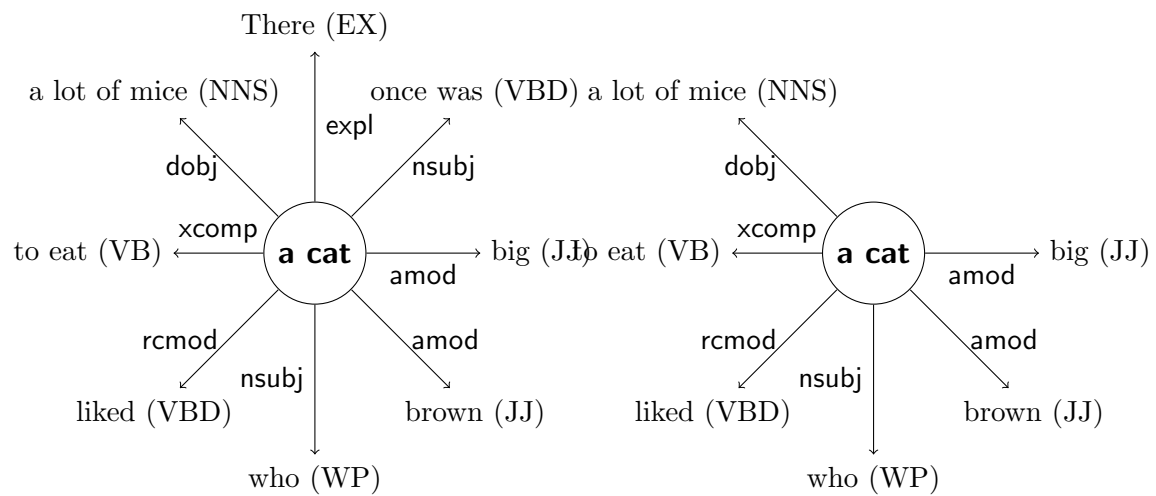 There (EX)
a lot of mice (NNS) once was (VBD) a lot of mice (NNS)
expl
dobj nsubj dobj
xcomp xcomp
to eat (VB) a cat big (JJ) to eat (VB) a cat big (JJ)
amod amod
rcmod amod rcmod amod
nsubj nsubj
liked (VBD) brown (JJ) liked (VBD) brown (JJ)
who (WP) who (WP)